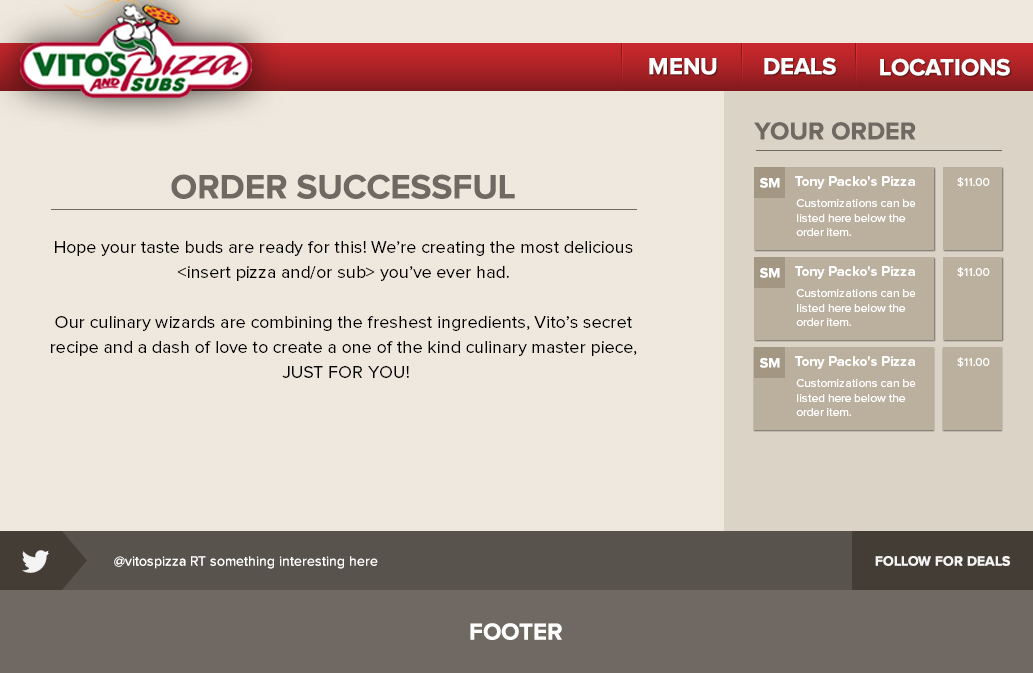 VITO'S Pizza
AND SUBS
MENU
DEALS
LOCATIONS
ORDER SUCCESSFUL
Hope your taste buds are ready for this! We're creating the most delicious
<insert pizza and/or sub> you've ever had.
Our culinary wizards are combining the freshest ingredients, Vito's secret
recipe and a dash of love to create a one of the kind culinary master piece,
JUST FOR YOU!
YOUR ORDER
SM Tony Packo's Pizza $11.00
Customizations can be
listed here below the
order item.
SM Tony Packo's Pizza $11.00
Customizations can be
listed here below the
order item.
SM Tony Packo's Pizza $11.00
Customizations can be
listed here below the
order item.
@vitospizza RT something interesting here
FOLLOW FOR DEALS
FOOTER